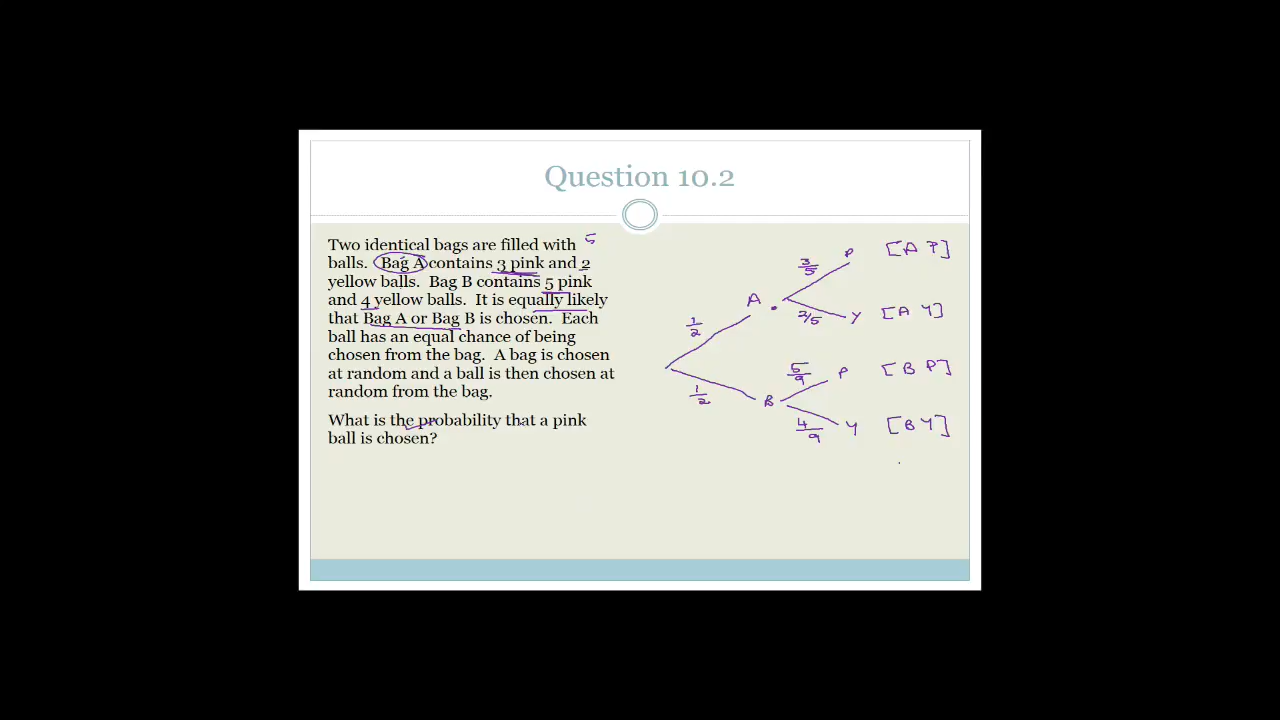 Question 10.2
Two identical bags are filled with 5
balls. Bag A contains 3 pink and 2
yellow balls. Bag B contains 5 pink
and 4 yellow balls. It is equally likely
that Bag A or Bag B is chosen. Each
ball has an equal chance of being
chosen from the bag. A bag is chosen
at random and a ball is then chosen at
random from the bag.
What is the probability that a pink
ball is chosen?
1/2
A
3/5
P
[A P]
2/5
Y
[A Y]
1/2
B
5/9
P
[B P]
4/9
Y
[B Y]